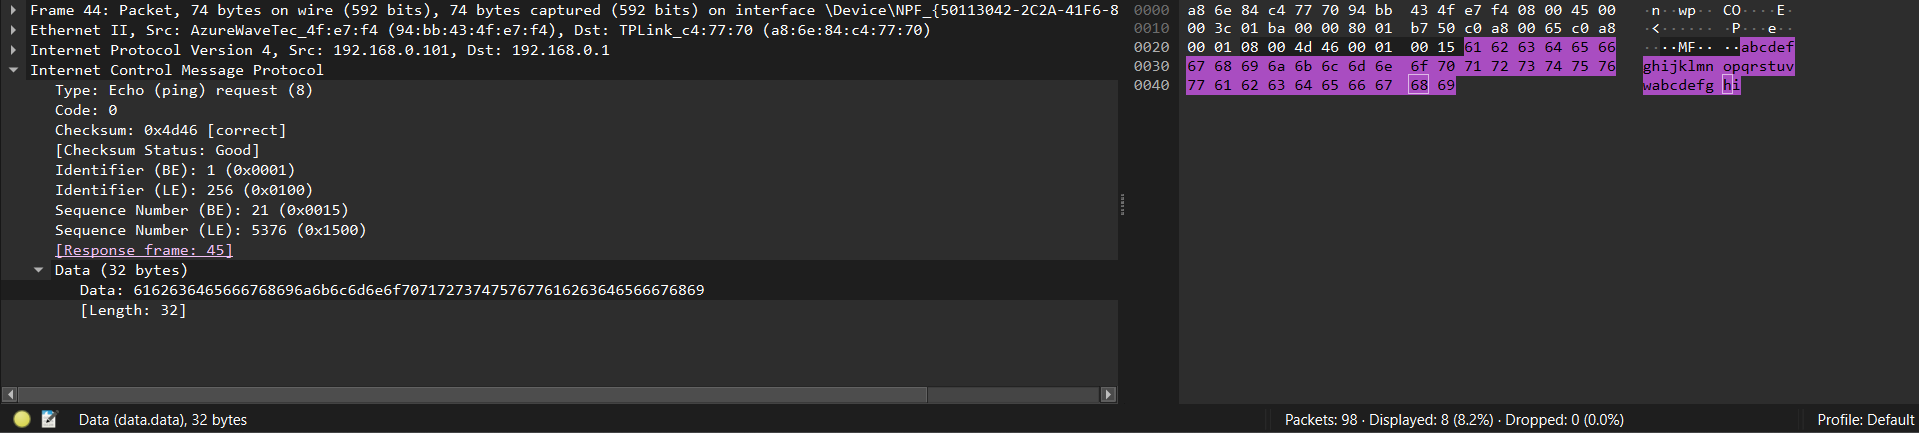 Frame 44: Packet, 74 bytes on wire (592 bits), 74 bytes captured (592 bits) on interface \Device\NPF_{50113042-2C2A-41F6-8
Ethernet II, Src: AzureWaveTec_4f:e7:f4 (94:bb:43:4f:e7:f4), Dst: TPLink_c4:77:70 (a8:6e:84:c4:77:70)
Internet Protocol Version 4, Src: 192.168.0.101, Dst: 192.168.0.1
Internet Control Message Protocol
Type: Echo (ping) request (8)
Code: 0
Checksum: 0x4d46 [correct]
[Checksum Status: Good]
Identifier (BE): 1 (0x0001)
Identifier (LE): 256 (0x0100)
Sequence Number (BE): 21 (0x0015)
Sequence Number (LE): 5376 (0x1500)
[Response frame: 45]
Data (32 bytes)
Data: 6162636465666768696a6b6c6d6e6f7071727374757677616263646566676869
[Length: 32]
0000 a8 6e 84 c4 77 70 94 bb 43 4f e7 f4 08 00 45 00 ·n··wp·· CO····E·
0010 00 3c 01 ba 00 00 80 01 b7 50 c0 a8 00 65 c0 a8 ·<······ ·P···e··
0020 00 01 08 00 4d 46 00 01 00 15 61 62 63 64 65 66 ····MF·· ··abcdef
0030 67 68 69 6a 6b 6c 6d 6e 6f 70 71 72 73 74 75 76 ghijklmn opqrstuv
0040 77 61 62 63 64 65 66 67 68 69 wabcdefg hi
Data (data.data), 32 bytes
Packets: 98 · Displayed: 8 (8.2%) · Dropped: 0 (0.0%)
Profile: Default